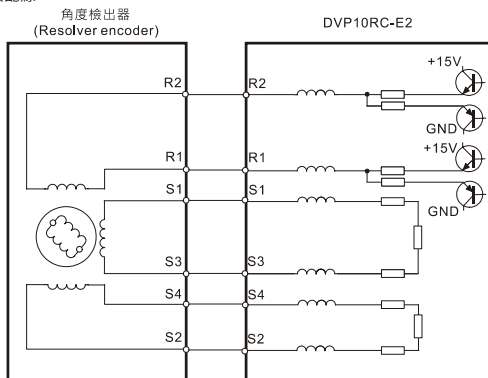 角度檢出器
(Resolver encoder)
DVP10RC-E2
R2
R2
+15V
GND
+15V
R1
R1
GND
S1
S1
S3
S3
S4
S4
S2
S2